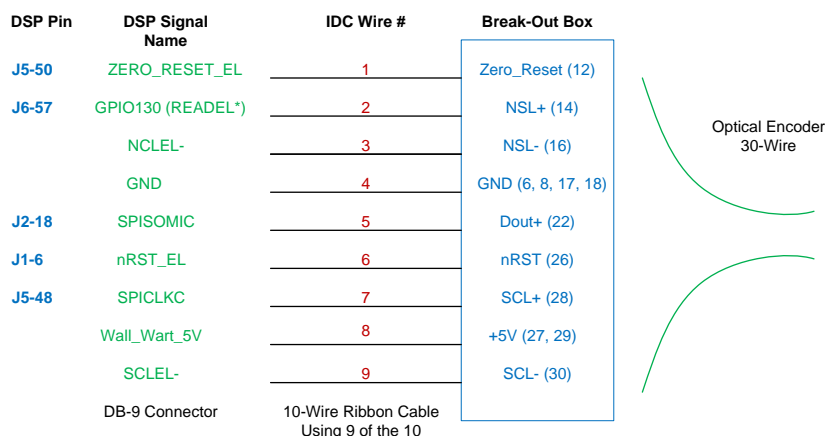 DSP Pin DSP Signal Name IDC Wire # Break-Out Box
J5-50 ZERO_RESET_EL 1 Zero_Reset (12)
J6-57 GPIO130 (READEL*) 2 NSL+ (14)
Optical Encoder
30-Wire
NCLEL- 3 NSL- (16)
GND 4 GND (6, 8, 17, 18)
J2-18 SPISOMIC 5 Dout+ (22)
J1-6 nRST_EL 6 nRST (26)
J5-48 SPICLKC 7 SCL+ (28)
Wall_Wart_5V 8 +5V (27, 29)
SCLEL- 9 SCL- (30)
DB-9 Connector 10-Wire Ribbon Cable
Using 9 of the 10